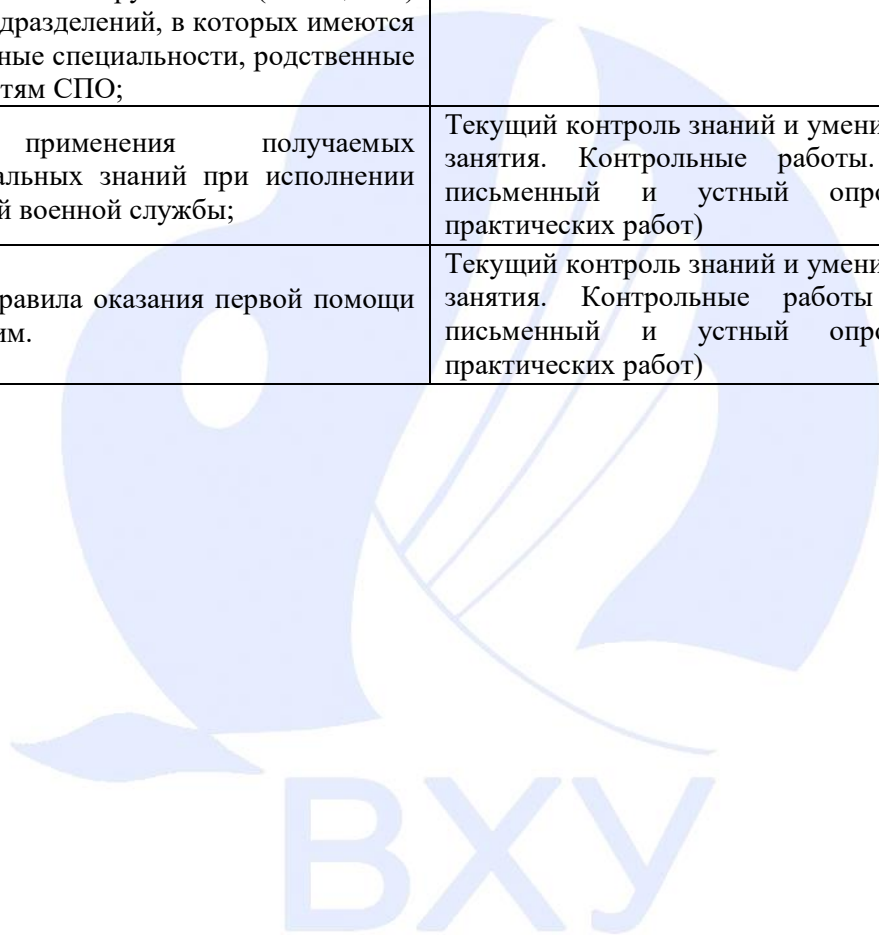 дразделений, в которых имеются
ные специальности, родственные
тям СПО;
применения получаемых
альных знаний при исполнении
й военной службы;
Текущий контроль знаний и умени
занятия. Контрольные работы.
письменный и устный опро
практических работ)
равила оказания первой помощи
им.
Текущий контроль знаний и умени
занятия. Контрольные работы
письменный и устный опро
практических работ)
ВХУ